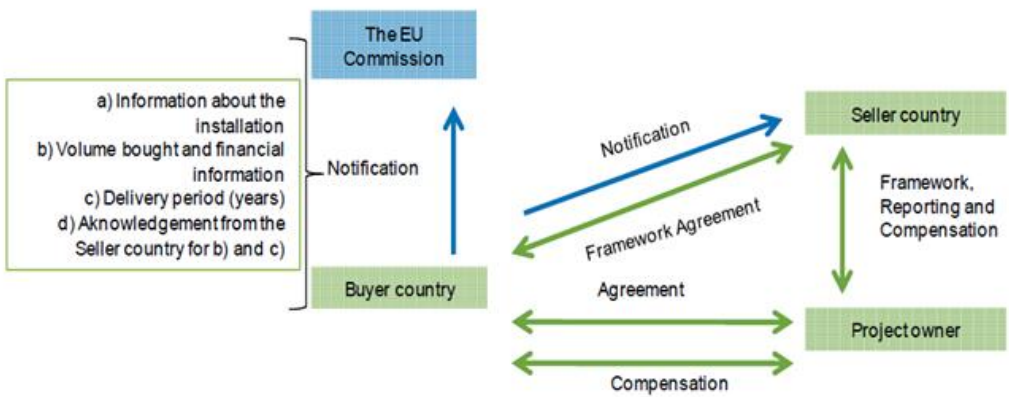 The EU
Commission
a) Information about the
installation
b) Volume bought and financial
information
c) Delivery period (years)
d) Aknowledgement from the
Seller country for b) and c)
Notification
Buyer country
Notification
Framework Agreement
Agreement
Compensation
Seller country
Framework,
Reporting and
Compensation
Project owner